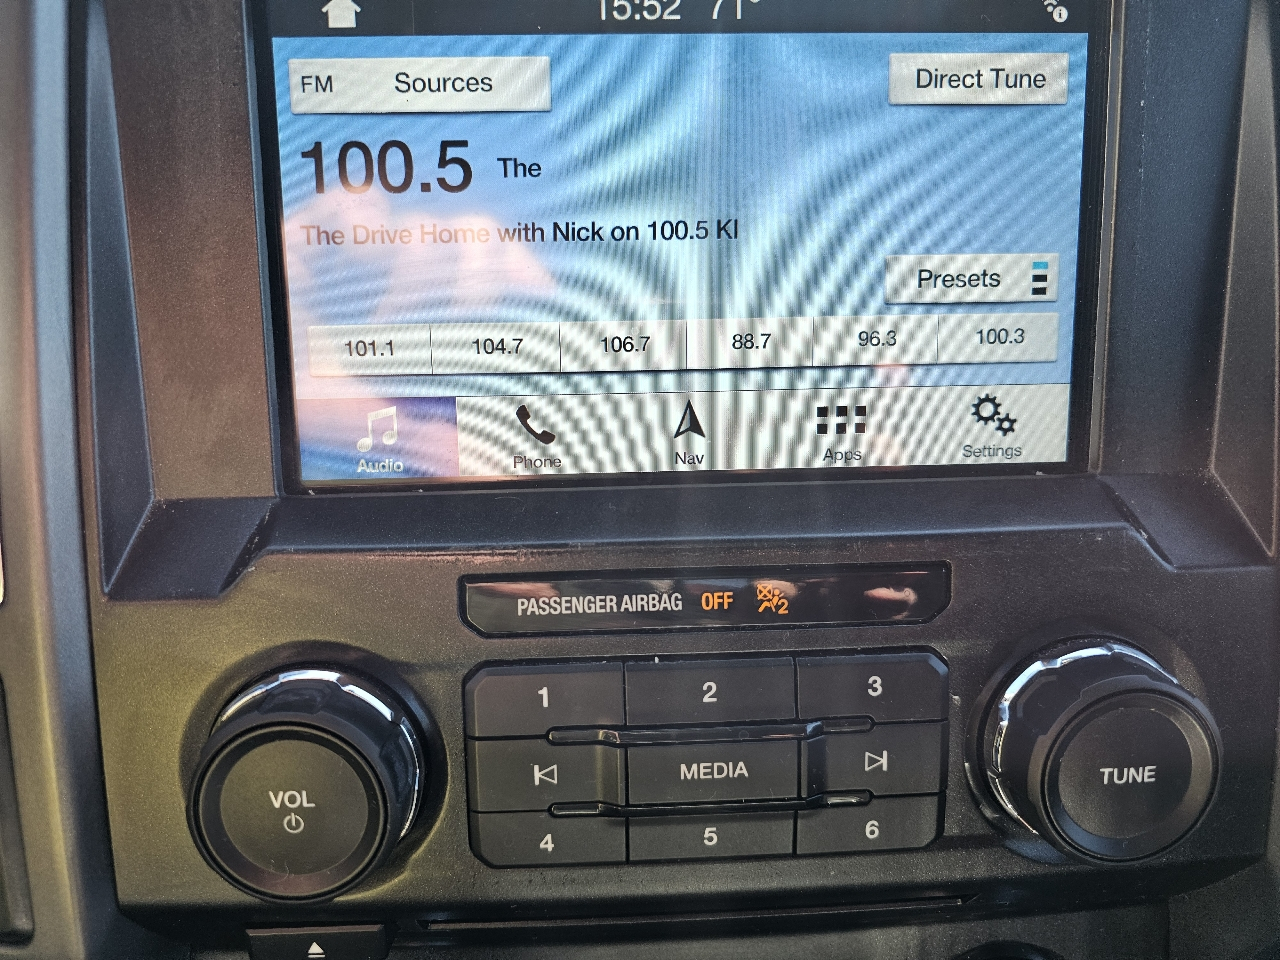 15:52 71°
FM Sources
Direct Tune
100.5 The
The Drive Home with Nick on 100.5 KI
Presets
101.1 104.7 106.7 88.7 96.3 100.3
Audio Phone Nav Apps Settings
PASSENGER AIRBAG OFF 2
1 2 3
VOL
MEDIA
TUNE
4 5 6